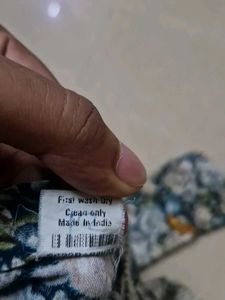 First wash Dry
Clean only
Made In India